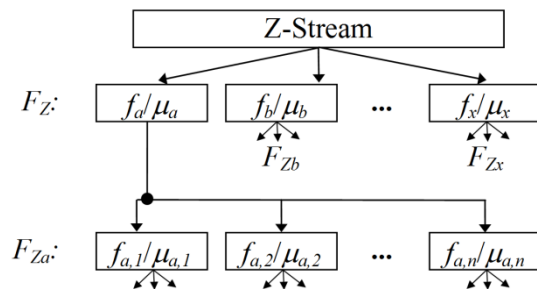 Z-Stream
F_Z: f_a/μ_a f_b/μ_b ... f_x/μ_x
F_Zb F_Zx
F_Za: f_a,1/μ_a,1 f_a,2/μ_a,2 ... f_a,n/μ_a,n